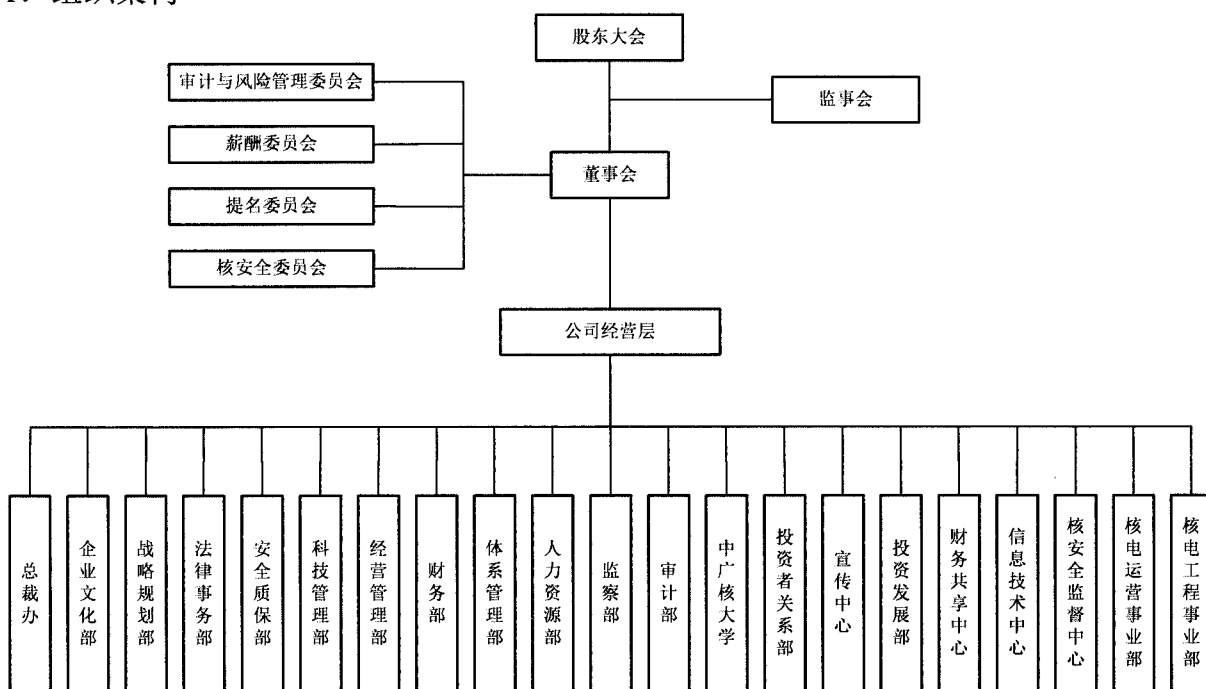 股东大会
审计与风险管理委员会
监事会
薪酬委员会
董事会
提名委员会
核安全委员会
公司经营层
总裁办
企业文化部
战略规划部
法律事务部
安全质保部
科技管理部
经营管理部
财务部
体系管理部
人力资源部
监察部
审计部
中广核大学
投资者关系部
宣传中心
投资发展部
财务共享中心
信息技术中心
核安全监督中心
核电运营事业部
核电工程事业部